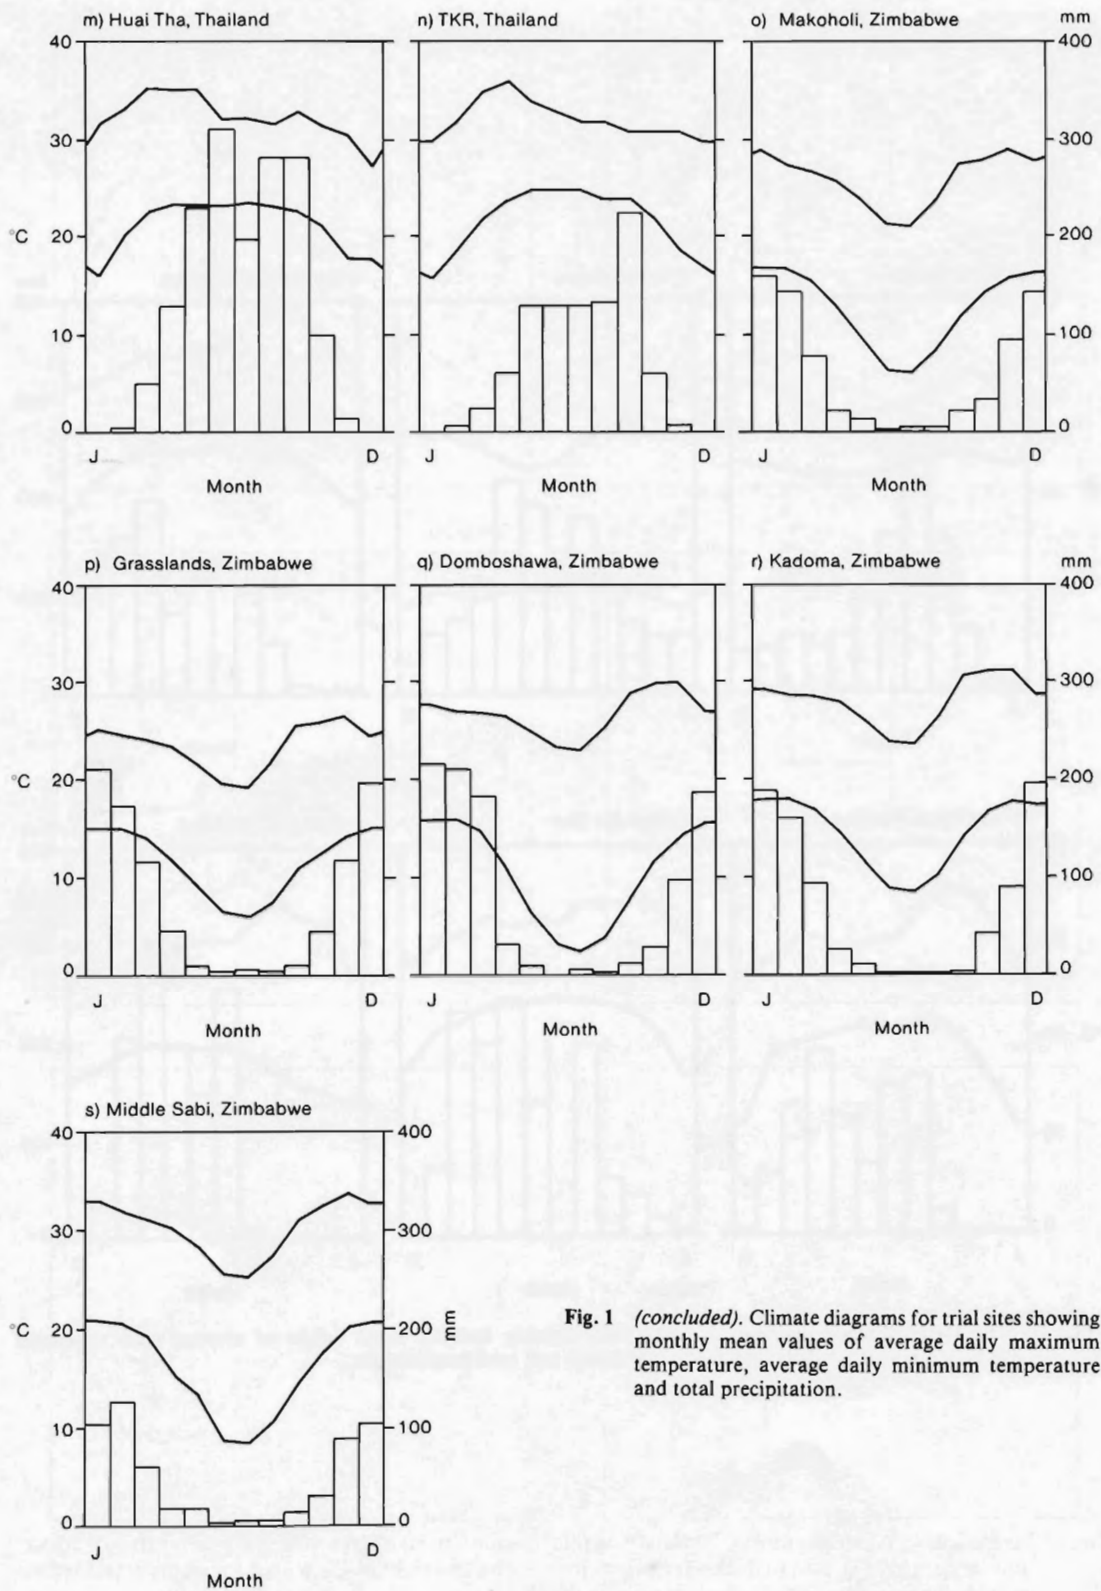 m) Huai Tha, Thailand
n) TKR, Thailand
o) Makoholi, Zimbabwe
mm
40
30
°C
20
10
0
400
300
200
100
0
J
D
J
D
J
D
Month
Month
Month
p) Grasslands, Zimbabwe
q) Domboshawa, Zimbabwe
r) Kadoma, Zimbabwe
mm
40
30
°C
20
10
0
400
300
200
100
0
J
D
J
D
J
D
Month
Month
Month
s) Middle Sabi, Zimbabwe
40
30
°C
20
10
0
400
300
200
mm
100
0
J
D
Month
Fig. 1 (concluded). Climate diagrams for trial sites showing
monthly mean values of average daily maximum
temperature, average daily minimum temperature
and total precipitation.